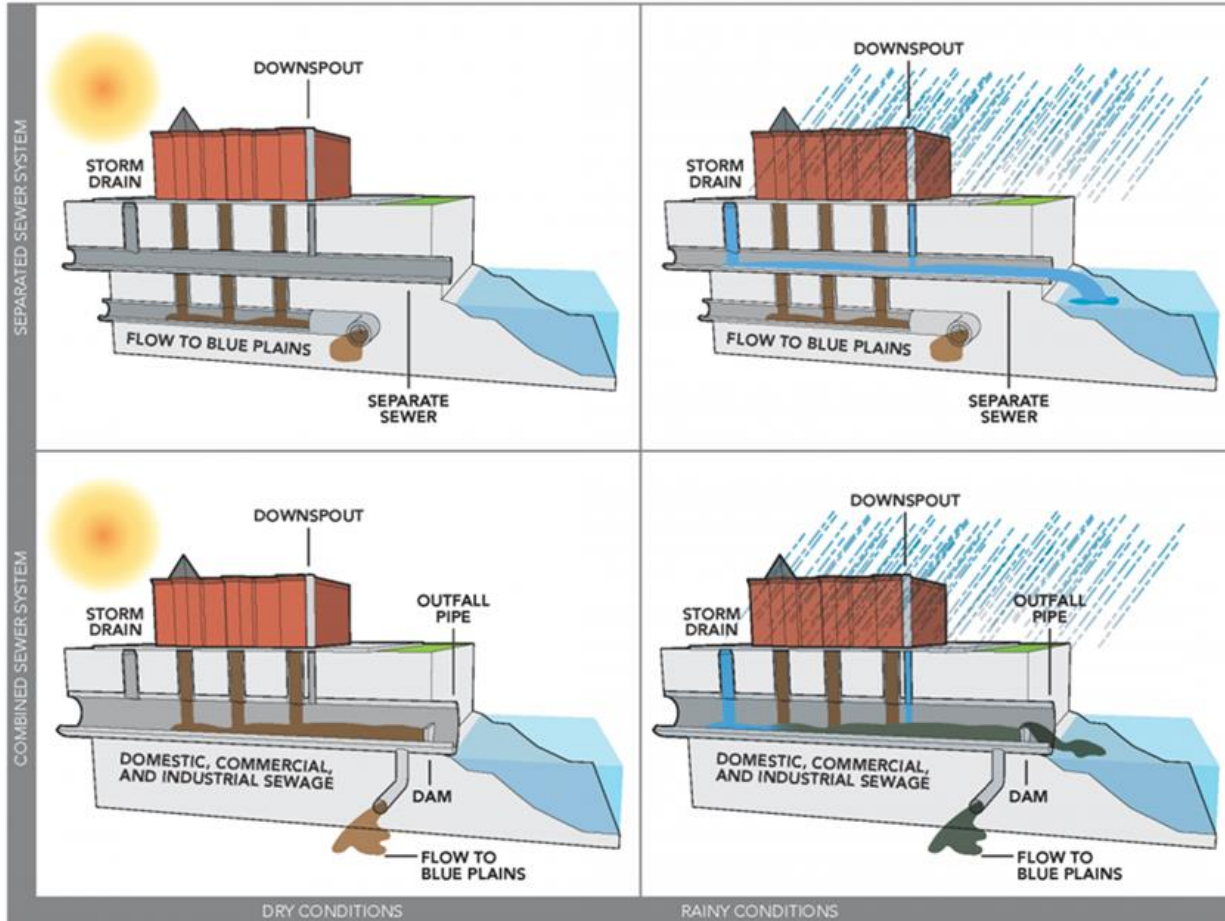 SEPARATED SEWER SYSTEM
DOWNSPOUT
STORM
DRAIN
FLOW TO BLUE PLAINS
SEPARATE
SEWER
DOWNSPOUT
STORM
DRAIN
FLOW TO BLUE PLAINS
SEPARATE
SEWER
COMBINED SEWER SYSTEM
DOWNSPOUT
STORM
DRAIN
OUTFALL
PIPE
DOMESTIC, COMMERCIAL,
AND INDUSTRIAL SEWAGE
DAM
FLOW TO
BLUE PLAINS
DOWNSPOUT
STORM
DRAIN
OUTFALL
PIPE
DOMESTIC, COMMERCIAL,
AND INDUSTRIAL SEWAGE
DAM
FLOW TO
BLUE PLAINS
DRY CONDITIONS
RAINY CONDITIONS